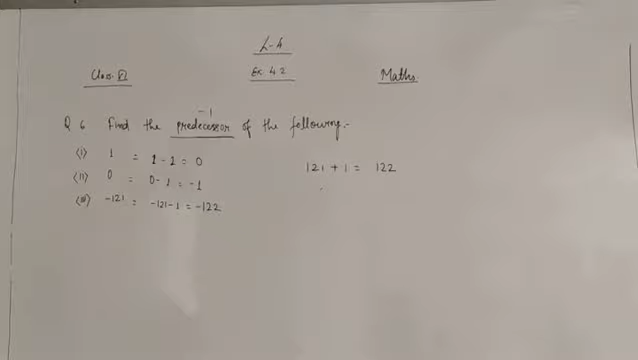 L-4
Class VI
Ex 4.2
Maths
-1
Q 6 Find the predecessor of the following:-
(i) 1 = 1 - 1 = 0
(ii) 0 = 0 - 1 = -1
(iii) -121 = -121 - 1 = -122
121 + 1 = 122